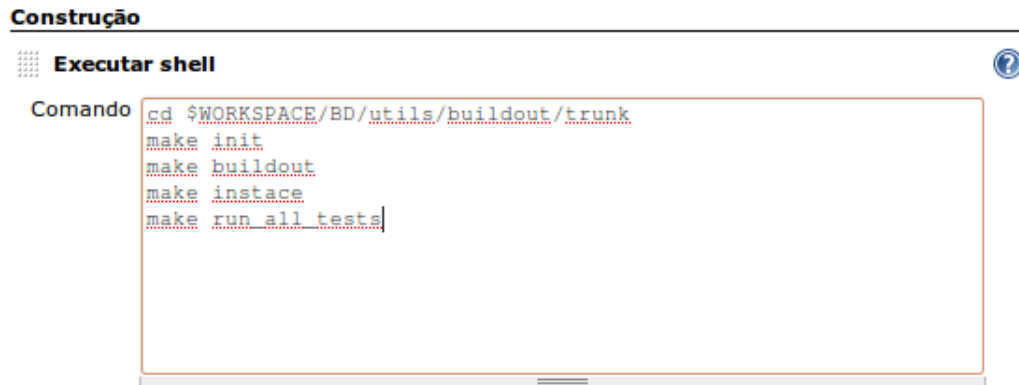 Construção
Executar shell
Comando
cd $WORKSPACE/BD/utils/buildout/trunk
make init
make buildout
make instace
make run_all_tests